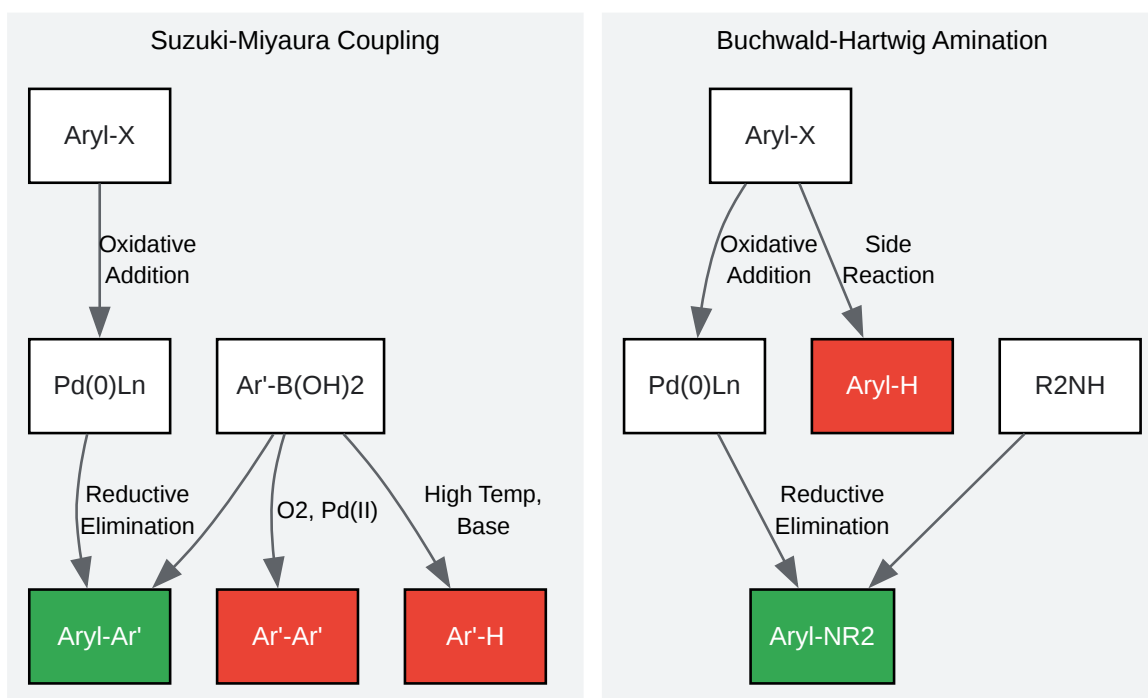 Suzuki-Miyaura Coupling
Aryl-X
Oxidative
Addition
Pd(0)Ln
Ar'-B(OH)2
Reductive
Elimination
O2, Pd(II)
High Temp,
Base
Aryl-Ar'
Ar'-Ar'
Ar'-H
Buchwald-Hartwig Amination
Aryl-X
Oxidative
Addition
Side
Reaction
Pd(0)Ln
Aryl-H
R2NH
Reductive
Elimination
Aryl-NR2